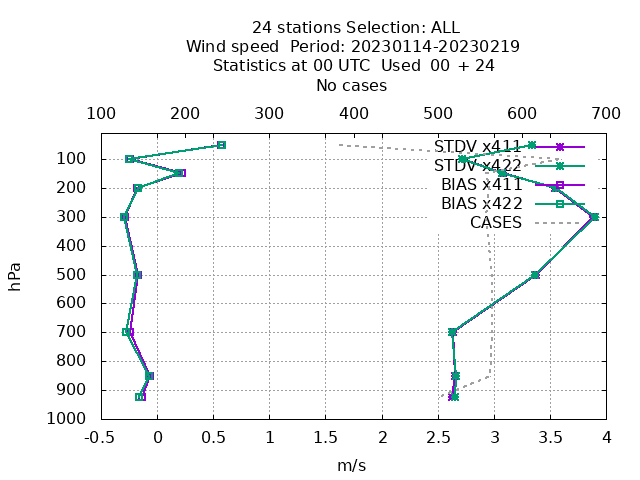 24 stations Selection: ALL
Wind speed  Period: 20230114-20230219
Statistics at 00 UTC  Used  00 + 24
No cases
100 200 300 400 500 600 700
STDV x411
STDV x422
BIAS x411
BIAS x422
CASES
100
200
300
400
500
600
700
800
900
1000
hPa
-0.5 0 0.5 1 1.5 2 2.5 3 3.5 4
m/s